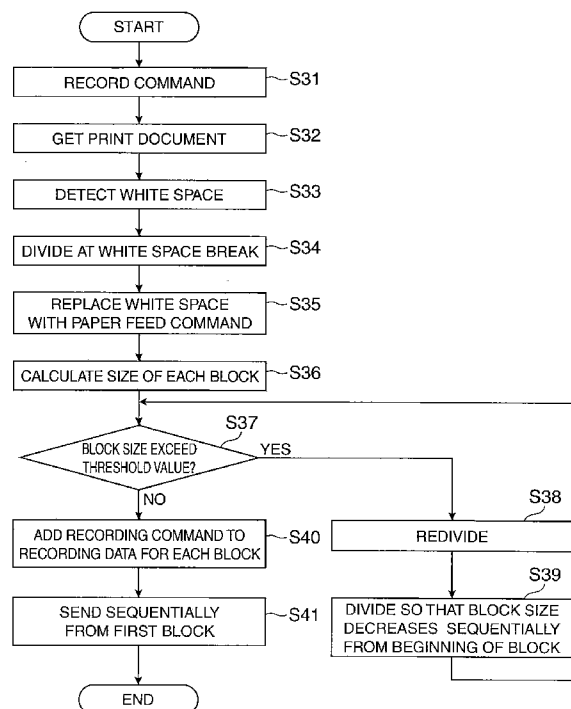 START
RECORD COMMAND
S31
GET PRINT DOCUMENT
S32
DETECT WHITE SPACE
S33
DIVIDE AT WHITE SPACE BREAK
S34
REPLACE WHITE SPACE
WITH PAPER FEED COMMAND
S35
CALCULATE SIZE OF EACH BLOCK
S36
S37
BLOCK SIZE EXCEED
THRESHOLD VALUE?
YES
NO
S38
REDIVIDE
S39
DIVIDE SO THAT BLOCK SIZE
DECREASES SEQUENTIALLY
FROM BEGINNING OF BLOCK
ADD RECORDING COMMAND TO
RECORDING DATA FOR EACH BLOCK
S40
SEND SEQUENTIALLY
FROM FIRST BLOCK
S41
END